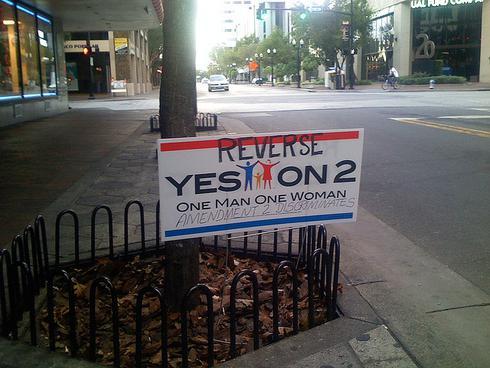 REVERSE
YES ON 2
ONE MAN ONE WOMAN
AMENDMENT 2 DISCRIMINATES